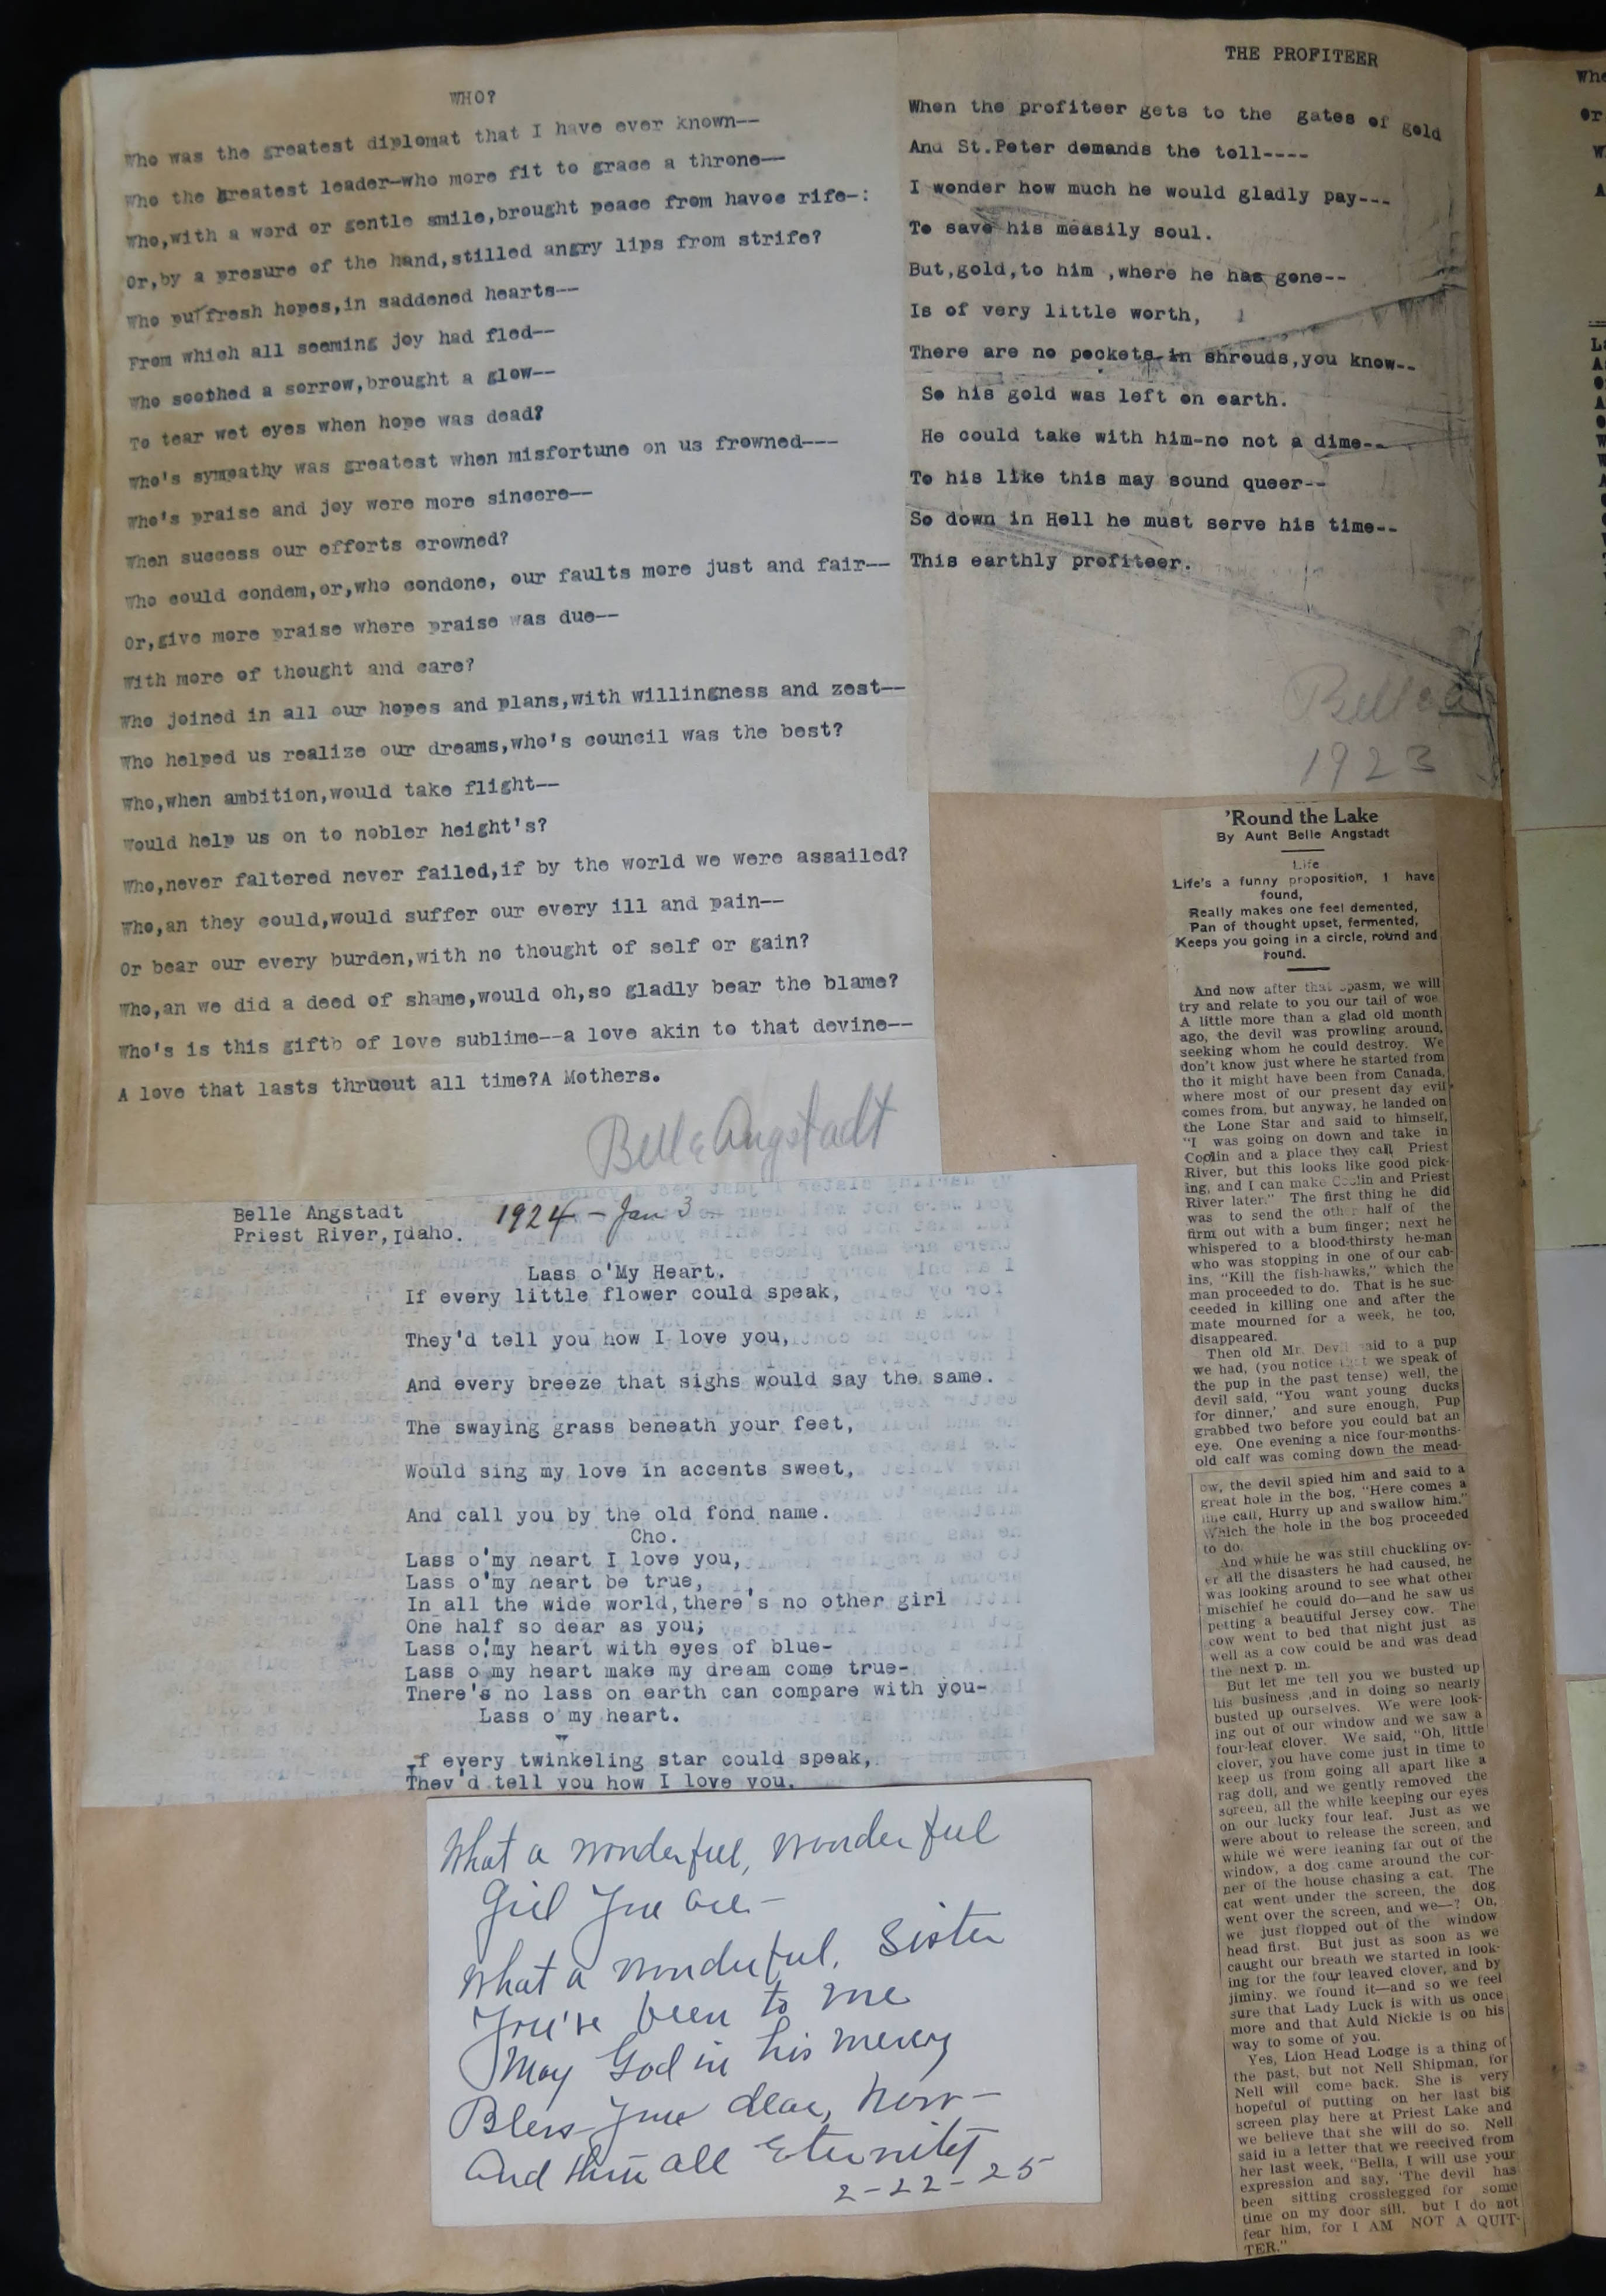 WHO?
Who was the greatest diplomat that I have ever known--
Who the greatest leader-who more fit to grace a throne--
Who,with a word or gentle smile,brought peace from havoc rife-:
Or,by a presure of the hand,stilled angry lips from strife?
Who put fresh hopes,in saddened hearts--
From which all seeming joy had fled--
Who soothed a sorrow,brought a glow--
To tear wet eyes when hope was dead?
Who's sympathy was greatest when misfortune on us frowned---
Who's praise and joy were more sincere--
When success our efforts crowned?
Who could condem,or,who condone, our faults more just and fair--
Or,give more praise where praise was due--
With more of thought and care?
Who joined in all our hopes and plans,with willingness and zest--
Who helped us realize our dreams,who's council was the best?
Who,when ambition,would take flight--
Would help us on to nobler height's?
Who,never faltered never failed,if by the world we were assailed?
Who,an they could,would suffer our every ill and pain--
Or bear our every burden,with no thought of self or gain?
Who,an we did a deed of shame,would oh,so gladly bear the blame?
Who's is this gift of love sublime--a love akin to that devine--
A love that lasts thruout all time?A Mothers.
Belle Angstadt
THE PROFITEER
When the profiteer gets to the gates of gold
And St.Peter demands the toll----
I wonder how much he would gladly pay---
To save his measily soul.
But,gold,to him ,where he has gone--
Is of very little worth,
There are no pockets in shrouds,you know--
So his gold was left on earth.
He could take with him-no not a dime--
To his like this may sound queer--
So down in Hell he must serve his time--
This earthly profiteer.
Belle a
1923
Belle Angstadt
Priest River, Idaho.
1924 - Jan 3
Lass o'My Heart.
If every little flower could speak,
They'd tell you how I love you,
And every breeze that sighs would say the same.
The swaying grass beneath your feet,
Would sing my love in accents sweet,
And call you by the old fond name.
Cho.
Lass o'my heart I love you,
Lass o'my heart be true,
In all the wide world,there's no other girl
One half so dear as you;
Lass o'my heart with eyes of blue-
Lass o my heart make my dream come true-
There's no lass on earth can compare with you-
Lass o my heart.
If every twinkeling star could speak,
They'd tell you how I love you.
What a wonderful, wonderful
Girl You are -
What a wonderful, Sister
You've been to me
May God in his mercy
Bless You dear, now -
And thru all Eternity
2-22-25
'Round the Lake
By Aunt Belle Angstadt
Life
Life's a funny proposition, I have
found,
Really makes one feel demented,
Pan of thought upset, fermented,
Keeps you going in a circle, round and
round.
And now after that spasm, we will
try and relate to you our tail of woe.
A little more than a glad old month
ago, the devil was prowling around,
seeking whom he could destroy. We
don't know just where he started from
tho it might have been from Canada,
where most of our present day evil
comes from, but anyway, he landed on
the Lone Star and said to himself,
"I was going on down and take in
Coolin and a place they call Priest
River, but this looks like good pick-
ing, and I can make Coolin and Priest
River later." The first thing he did
was to send the other half of the
firm out with a bum finger; next he
whispered to a blood-thirsty he-man
who was stopping in one of our cab-
ins, "Kill the fish-hawks," which the
man proceeded to do. That is he suc-
ceeded in killing one and after the
mate mourned for a week, he too,
disappeared.
Then old Mr. Devil said to a pup
we had, (you notice that we speak of
the pup in the past tense) well, the
devil said, "You want young ducks
for dinner,' and sure enough, Pup
grabbed two before you could bat an
eye. One evening a nice four-months-
old calf was coming down the mead-
ow, the devil spied him and said to a
great hole in the bog, "Here comes a
fine calf, Hurry up and swallow him."
Which the hole in the bog proceeded
to do.
And while he was still chuckling ov-
er all the disasters he had caused, he
was looking around to see what other
mischief he could do—and he saw us
petting a beautiful Jersey cow. The
cow went to bed that night just as
well as a cow could be and was dead
the next p. m.
But let me tell you we busted up
his business ,and in doing so nearly
busted up ourselves. We were look-
ing out of our window and we saw a
four-leaf clover. We said, "Oh, little
clover, you have come just in time to
keep us from going all apart like a
rag doll, and we gently removed the
screen, all the while keeping our eyes
on our lucky four leaf. Just as we
were about to release the screen, and
while we were leaning far out of the
window, a dog came around the cor-
ner of the house chasing a cat. The
cat went under the screen, the dog
went over the screen, and we—? Oh,
we just flopped out of the window
head first. But just as soon as we
caught our breath we started in look-
ing for the four leaved clover, and by
jiminy, we found it—and so we feel
sure that Lady Luck is with us once
more and that Auld Nickie is on his
way to some of you.
Yes, Lion Head Lodge is a thing of
the past, but not Nell Shipman, for
Nell will come back. She is very
hopeful of putting on her last big
screen play here at Priest Lake and
we believe that she will do so. Nell
said in a letter that we received from
her last week, "Bella, I will use your
expression and say, 'The devil has
been sitting crosslegged for some
time on my door sill, but I do not
fear him, for I AM NOT A QUIT-
TER."